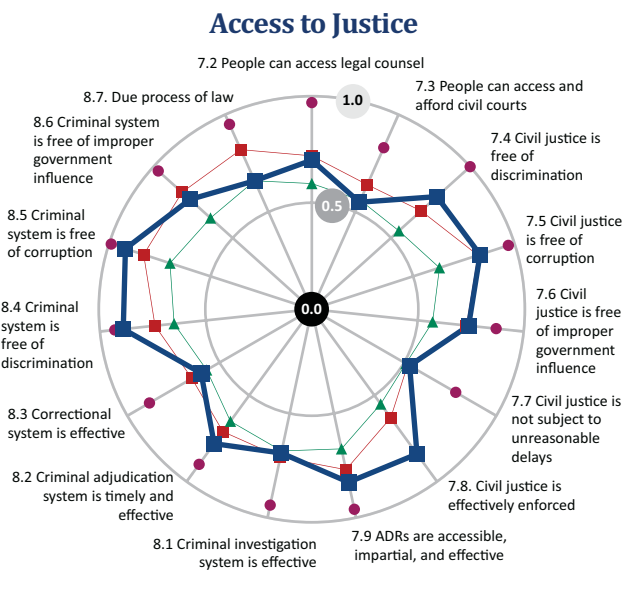 Access to Justice
7.2 People can access legal counsel
1.0
7.3 People can access and
afford civil courts
7.4 Civil justice is
free of
discrimination
7.5 Civil justice
is free of
corruption
7.6 Civil
justice is free
of improper
government
influence
7.7 Civil justice is
not subject to
unreasonable
delays
7.8. Civil justice is
effectively enforced
7.9 ADRs are accessible,
impartial, and effective
8.1 Criminal investigation
system is effective
8.2 Criminal adjudication
system is timely and
effective
8.3 Correctional
system is effective
8.4 Criminal
system is
free of
discrimination
8.5 Criminal
system is free
of corruption
8.6 Criminal system
is free of improper
government
influence
8.7. Due process of law
0.5
0.0